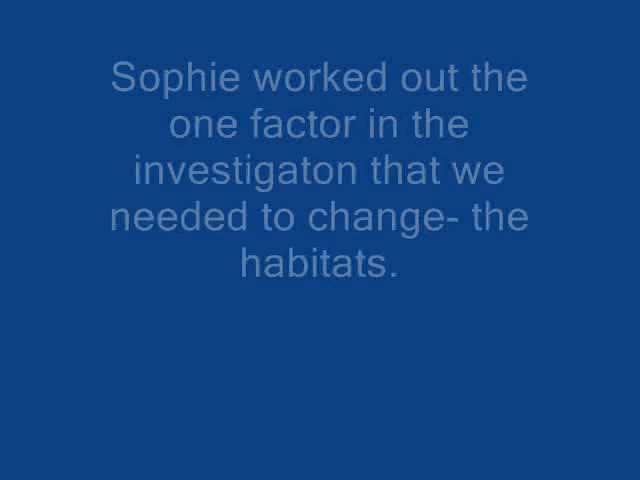 Sophie worked out the
one factor in the
investigaton that we
needed to change- the
habitats.